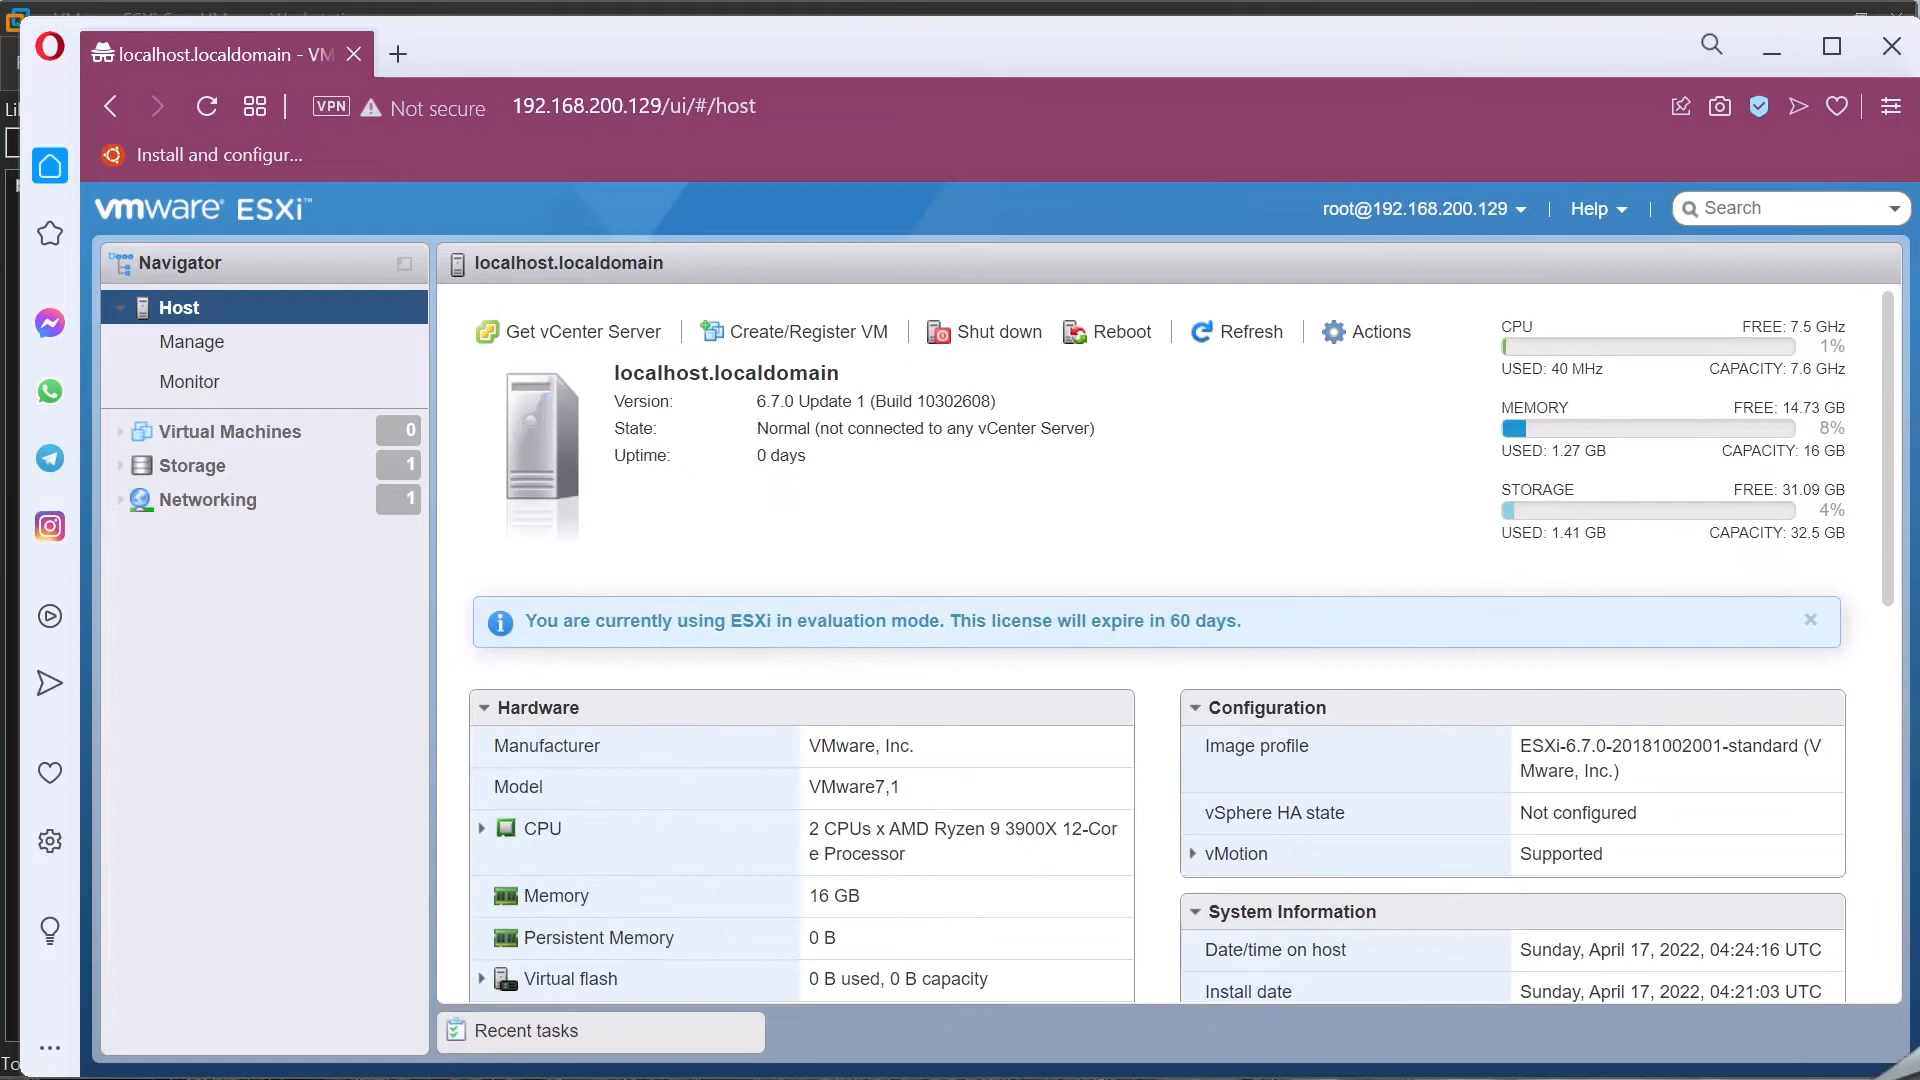 localhost.localdomain - VM
VPN
Not secure
192.168.200.129/ui/#/host
Install and configur...
vmware ESXi™
root@192.168.200.129
Help
Search
Navigator
localhost.localdomain
Host
Manage
Monitor
Virtual Machines 0
Storage 1
Networking 1
Get vCenter Server
Create/Register VM
Shut down
Reboot
Refresh
Actions
localhost.localdomain
Version: 6.7.0 Update 1 (Build 10302608)
State: Normal (not connected to any vCenter Server)
Uptime: 0 days
CPU FREE: 7.5 GHz
1%
USED: 40 MHz CAPACITY: 7.6 GHz
MEMORY FREE: 14.73 GB
8%
USED: 1.27 GB CAPACITY: 16 GB
STORAGE FREE: 31.09 GB
4%
USED: 1.41 GB CAPACITY: 32.5 GB
You are currently using ESXi in evaluation mode. This license will expire in 60 days.
Hardware
Manufacturer VMware, Inc.
Model VMware7,1
CPU 2 CPUs x AMD Ryzen 9 3900X 12-Cor
e Processor
Memory 16 GB
Persistent Memory 0 B
Virtual flash 0 B used, 0 B capacity
Configuration
Image profile ESXi-6.7.0-20181002001-standard (V
Mware, Inc.)
vSphere HA state Not configured
vMotion Supported
System Information
Date/time on host Sunday, April 17, 2022, 04:24:16 UTC
Install date Sunday, April 17, 2022, 04:21:03 UTC
Recent tasks